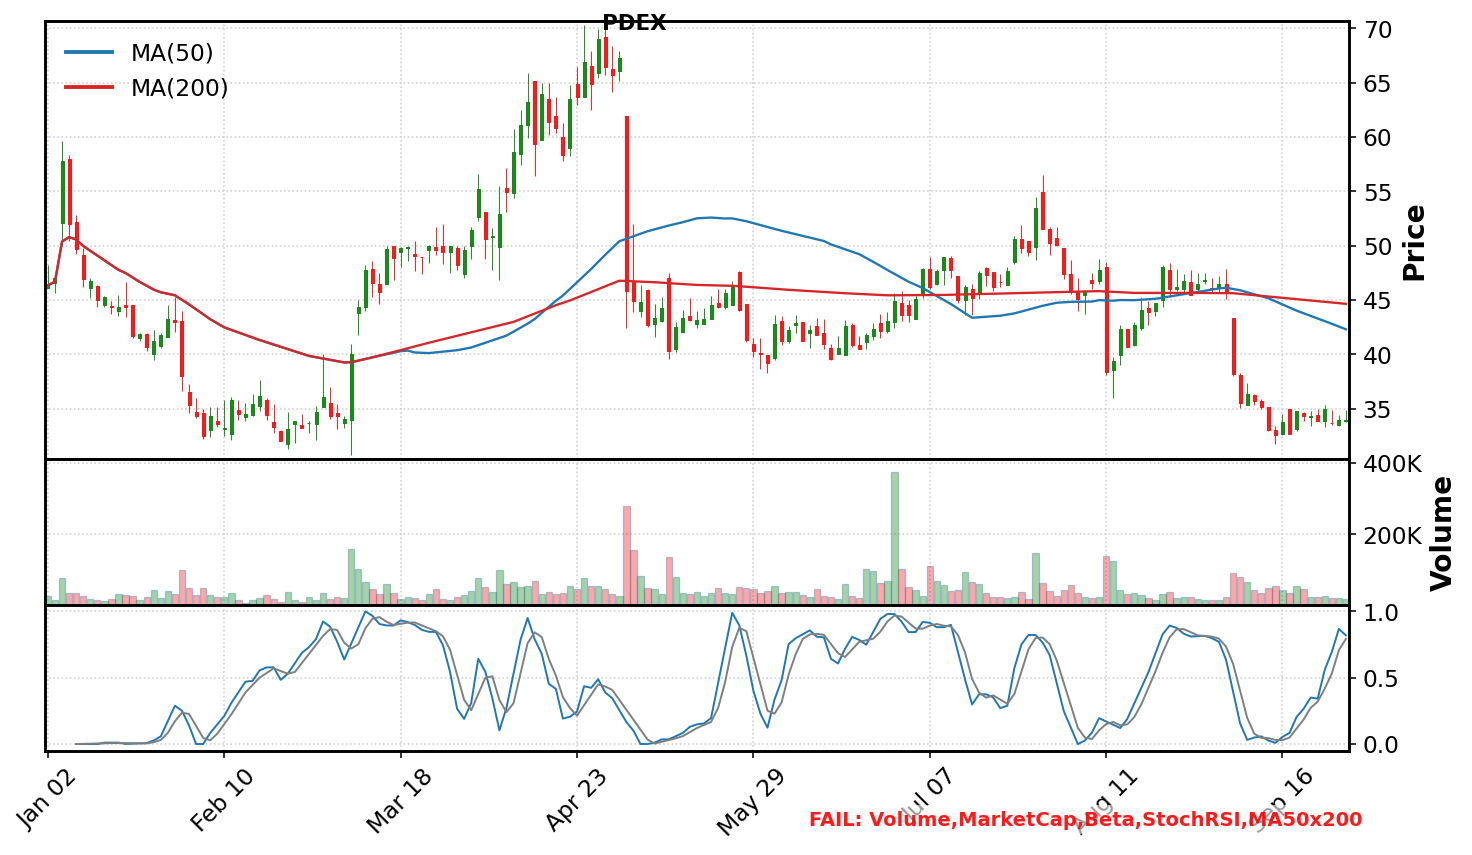 PDEX
MA(50)
MA(200)
70
65
60
55
50
45
40
35
Price
400K
200K
Volume
1.0
0.5
0.0
Jan 02
Feb 10
Mar 18
Apr 23
May 29
Jul 07
Aug 11
Sep 16
FAIL: Volume,MarketCap,Beta,StochRSI,MA50x200